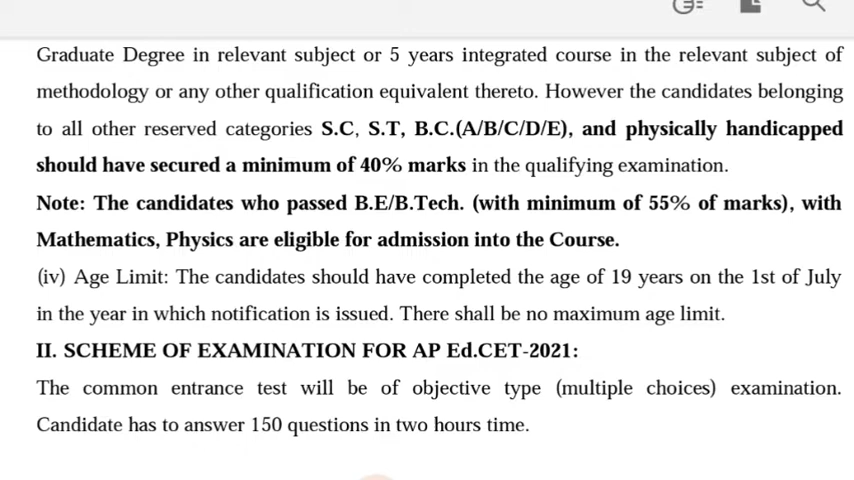 Graduate Degree in relevant subject or 5 years integrated course in the relevant subject of
methodology or any other qualification equivalent thereto. However the candidates belonging
to all other reserved categories S.C, S.T, B.C.(A/B/C/D/E), and physically handicapped
should have secured a minimum of 40% marks in the qualifying examination.
Note: The candidates who passed B.E/B.Tech. (with minimum of 55% of marks), with
Mathematics, Physics are eligible for admission into the Course.
(iv) Age Limit: The candidates should have completed the age of 19 years on the 1st of July
in the year in which notification is issued. There shall be no maximum age limit.
II. SCHEME OF EXAMINATION FOR AP Ed.CET-2021:
The common entrance test will be of objective type (multiple choices) examination.
Candidate has to answer 150 questions in two hours time.